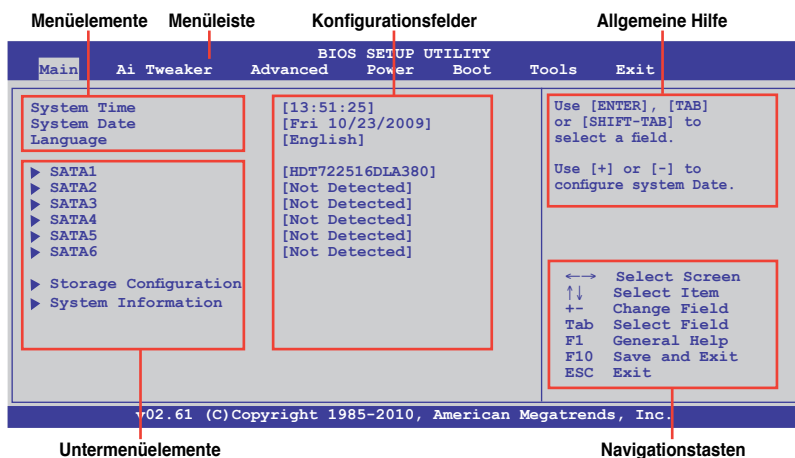 Menüelemente Menüleiste Konfigurationsfelder Allgemeine Hilfe
BIOS SETUP UTILITY
Main Ai Tweaker Advanced Power Boot Tools Exit
System Time [13:51:25]
System Date [Fri 10/23/2009]
Language [English]
▶ SATA1 [HDT722516DLA380]
▶ SATA2 [Not Detected]
▶ SATA3 [Not Detected]
▶ SATA4 [Not Detected]
▶ SATA5 [Not Detected]
▶ SATA6 [Not Detected]
▶ Storage Configuration
▶ System Information
Use [ENTER], [TAB]
or [SHIFT-TAB] to
select a field.
Use [+] or [-] to
configure system Date.
←→ Select Screen
↑↓ Select Item
+- Change Field
Tab Select Field
F1 General Help
F10 Save and Exit
ESC Exit
v02.61 (C)Copyright 1985-2010, American Megatrends, Inc.
Untermenüelemente Navigationstasten